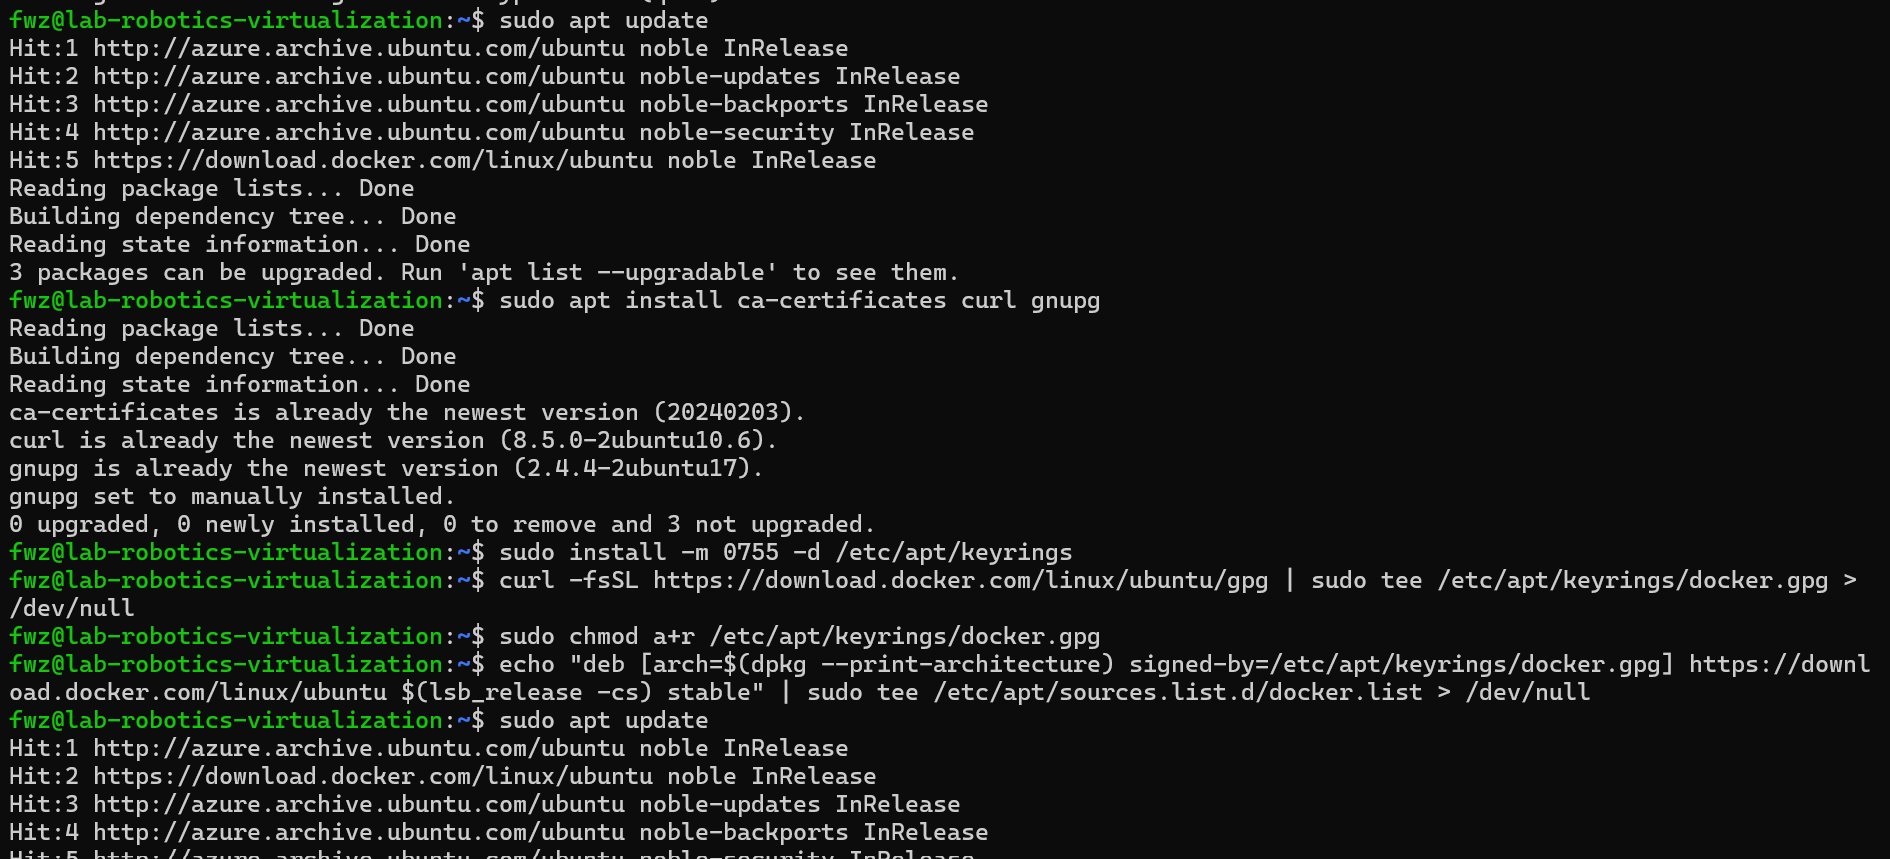 fwz@lab-robotics-virtualization:~$ sudo apt update
Hit:1 http://azure.archive.ubuntu.com/ubuntu noble InRelease
Hit:2 http://azure.archive.ubuntu.com/ubuntu noble-updates InRelease
Hit:3 http://azure.archive.ubuntu.com/ubuntu noble-backports InRelease
Hit:4 http://azure.archive.ubuntu.com/ubuntu noble-security InRelease
Hit:5 https://download.docker.com/linux/ubuntu noble InRelease
Reading package lists... Done
Building dependency tree... Done
Reading state information... Done
3 packages can be upgraded. Run 'apt list --upgradable' to see them.
fwz@lab-robotics-virtualization:~$ sudo apt install ca-certificates curl gnupg
Reading package lists... Done
Building dependency tree... Done
Reading state information... Done
ca-certificates is already the newest version (20240203).
curl is already the newest version (8.5.0-2ubuntu10.6).
gnupg is already the newest version (2.4.4-2ubuntu17).
gnupg set to manually installed.
0 upgraded, 0 newly installed, 0 to remove and 3 not upgraded.
fwz@lab-robotics-virtualization:~$ sudo install -m 0755 -d /etc/apt/keyrings
fwz@lab-robotics-virtualization:~$ curl -fsSL https://download.docker.com/linux/ubuntu/gpg | sudo tee /etc/apt/keyrings/docker.gpg >
/dev/null
fwz@lab-robotics-virtualization:~$ sudo chmod a+r /etc/apt/keyrings/docker.gpg
fwz@lab-robotics-virtualization:~$ echo "deb [arch=$(dpkg --print-architecture) signed-by=/etc/apt/keyrings/docker.gpg] https://downl
oad.docker.com/linux/ubuntu $(lsb_release -cs) stable" | sudo tee /etc/apt/sources.list.d/docker.list > /dev/null
fwz@lab-robotics-virtualization:~$ sudo apt update
Hit:1 http://azure.archive.ubuntu.com/ubuntu noble InRelease
Hit:2 https://download.docker.com/linux/ubuntu noble InRelease
Hit:3 http://azure.archive.ubuntu.com/ubuntu noble-updates InRelease
Hit:4 http://azure.archive.ubuntu.com/ubuntu noble-backports InRelease
Hit:5 http://azure.archive.ubuntu.com/ubuntu noble-security InRelease